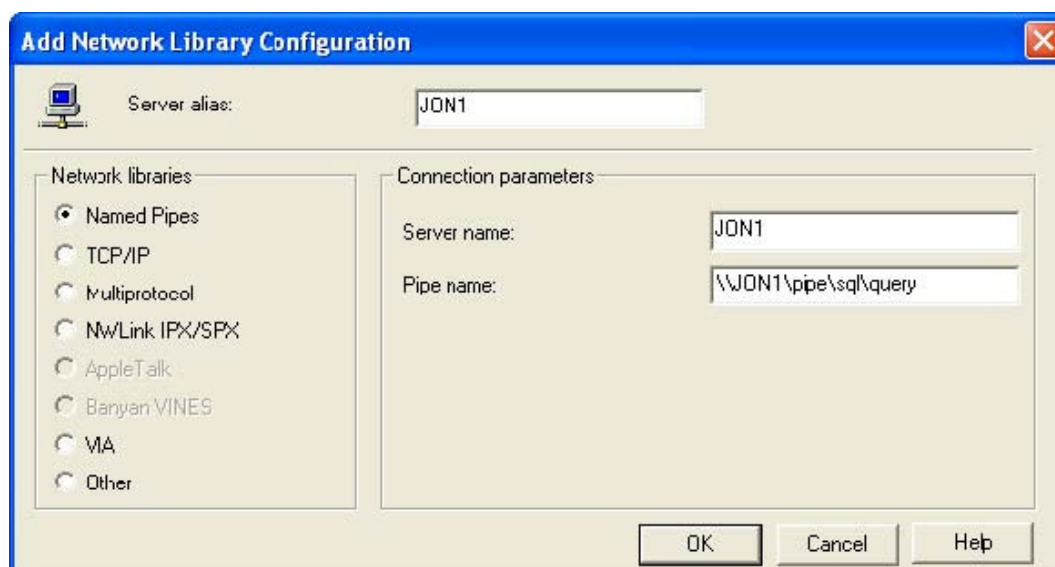 Add Network Library Configuration
Server alias:
JON1
Network libraries
Named Pipes
TCP/IP
Multiprotocol
NWLink IPX/SPX
AppleTalk
Banyan VINES
VIA
Other
Connection parameters
Server name:
JON1
Pipe name:
\\JON1\pipe\sql\query
OK
Cancel
Help